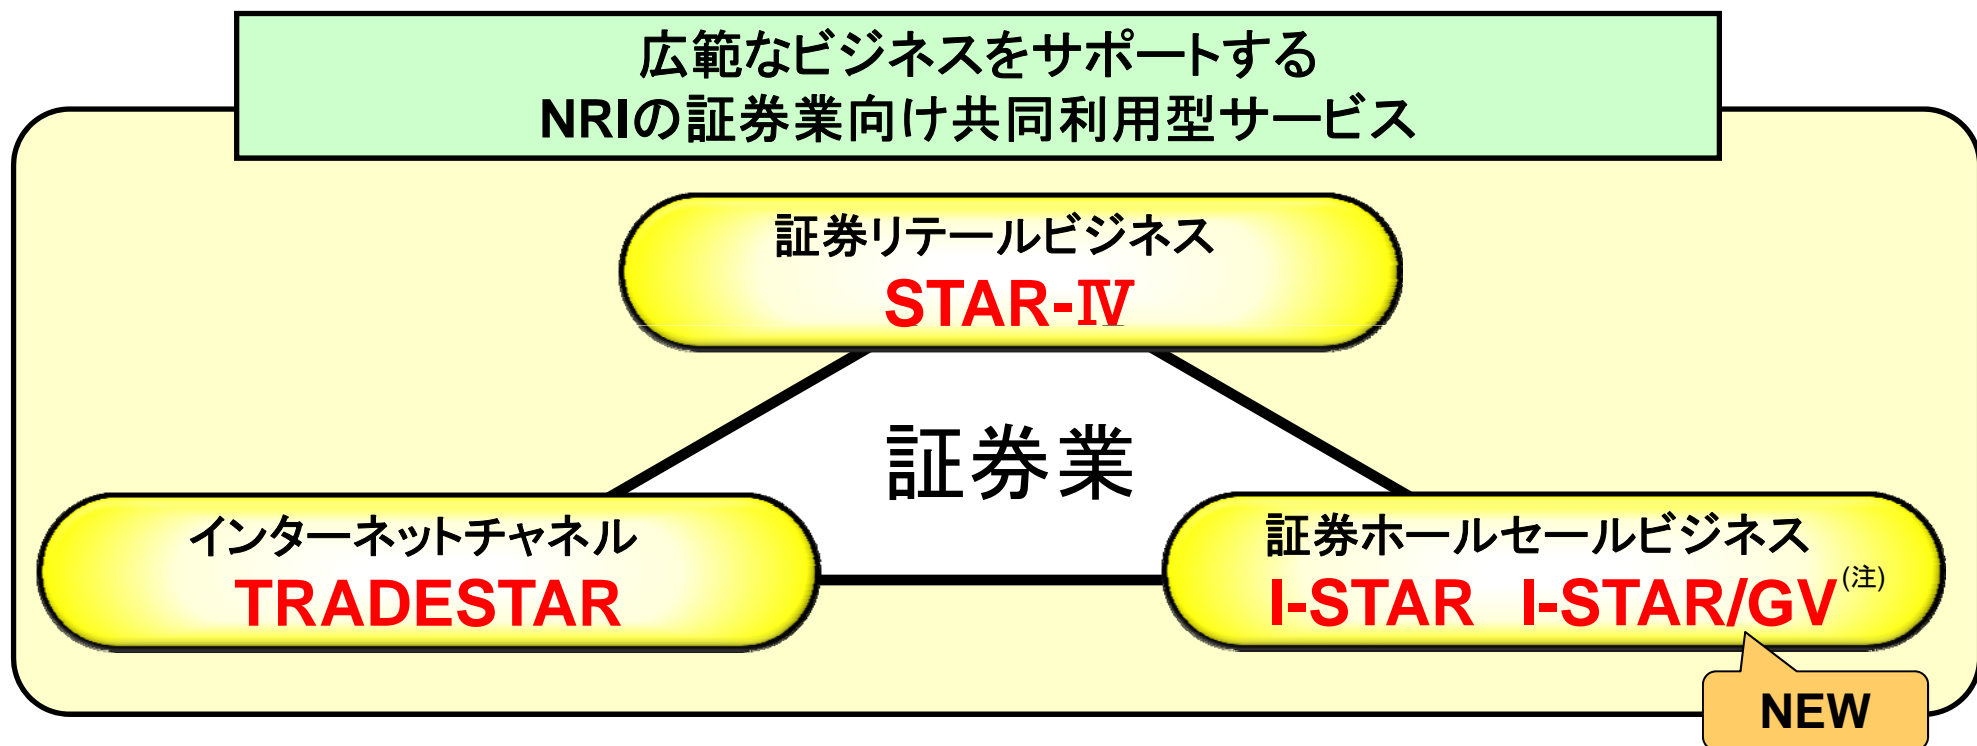 広範なビジネスをサポートする
NRIの証券業向け共同利用型サービス
証券リテールビジネス
STAR-Ⅳ
証券業
インターネットチャネル
TRADESTAR
証券ホールセールビジネス
I-STAR I-STAR/GV(注)
NEW